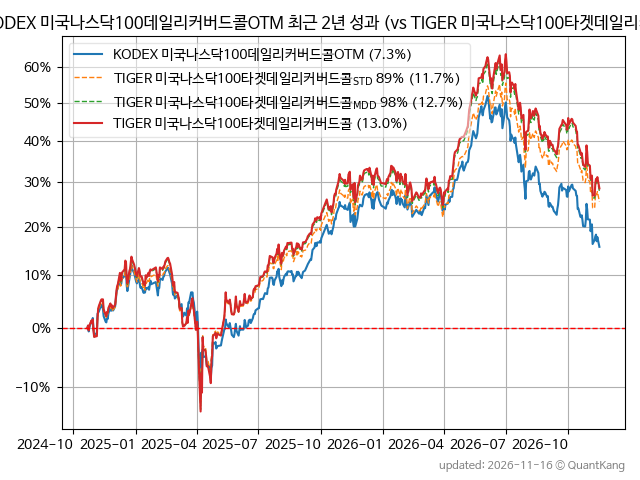 ODEX 미국나스닥100데일리커버드콜OTM 최근 2년 성과 (vs TIGER 미국나스닥100타겟데일리
KODEX 미국나스닥100데일리커버드콜OTM (7.3%)
TIGER 미국나스닥100타겟데일리커버드콜STD 89% (11.7%)
TIGER 미국나스닥100타겟데일리커버드콜MDD 98% (12.7%)
TIGER 미국나스닥100타겟데일리커버드콜 (13.0%)
60%
50%
40%
30%
20%
10%
0%
-10%
2024-10 2025-01 2025-04 2025-07 2025-10 2026-01 2026-04 2026-07 2026-10
updated: 2026-11-16 © QuantKang